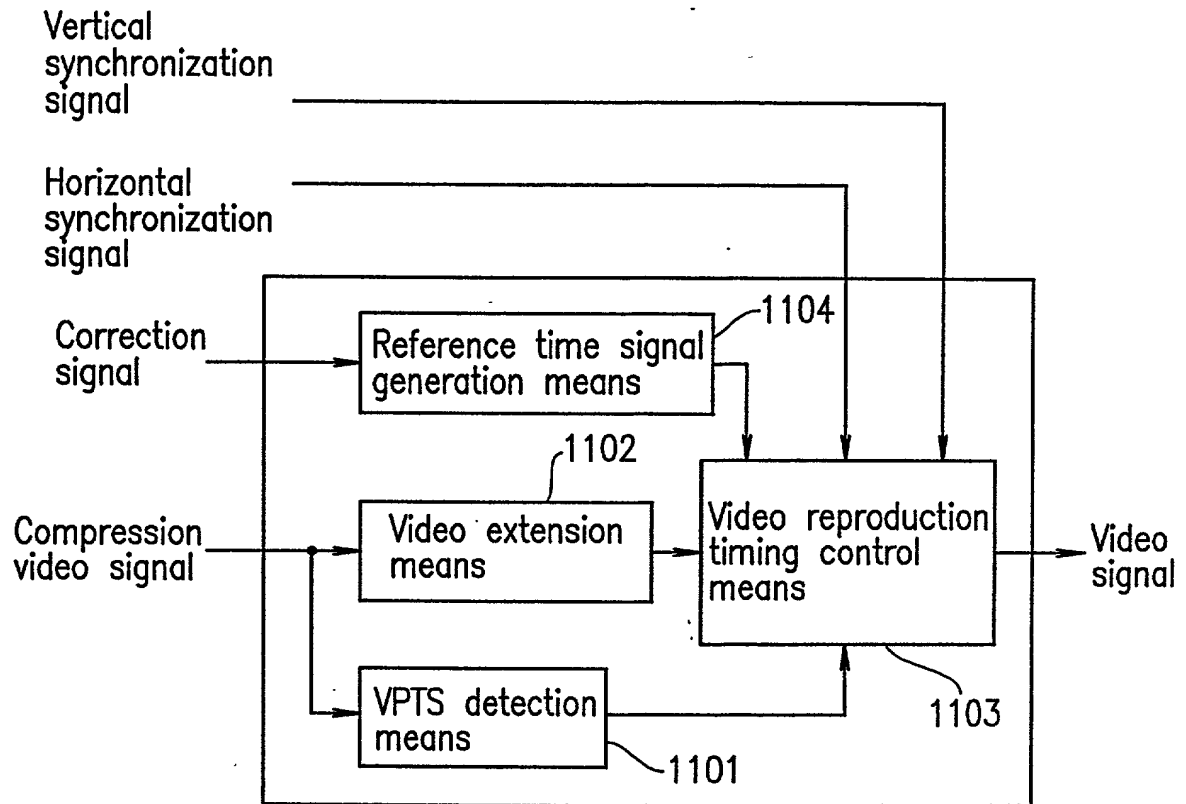 Vertical
synchronization
signal
Horizontal
synchronization
signal
Correction
signal
Reference time signal
generation means
1104
1102
Compression
video signal
Video extension
means
Video reproduction
timing control
means
Video
signal
VPTS detection
means
1103
1101